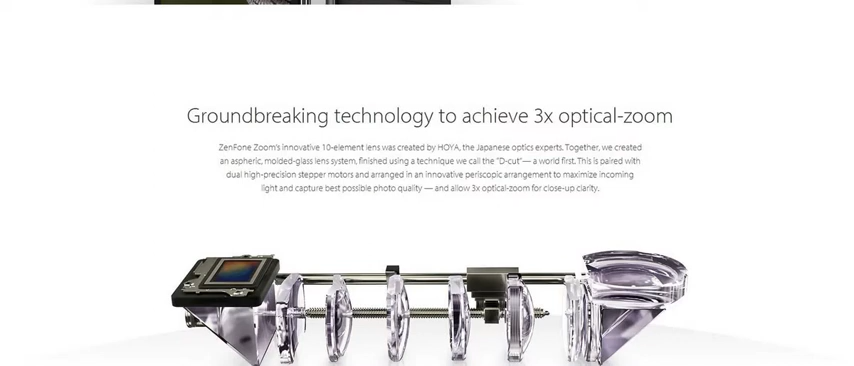 Groundbreaking technology to achieve 3x optical-zoom
ZenFone Zoom's innovative 10-element lens was created by HOYA, the Japanese optics experts. Together, we created
an aspheric, molded-glass lens system, finished using a technique we call the "D-cut"— a world first. This is paired with
dual high-precision stepper motors and arranged in an innovative periscopic arrangement to maximize incoming
light and capture best possible photo quality — and allow 3x optical-zoom for close-up clarity.